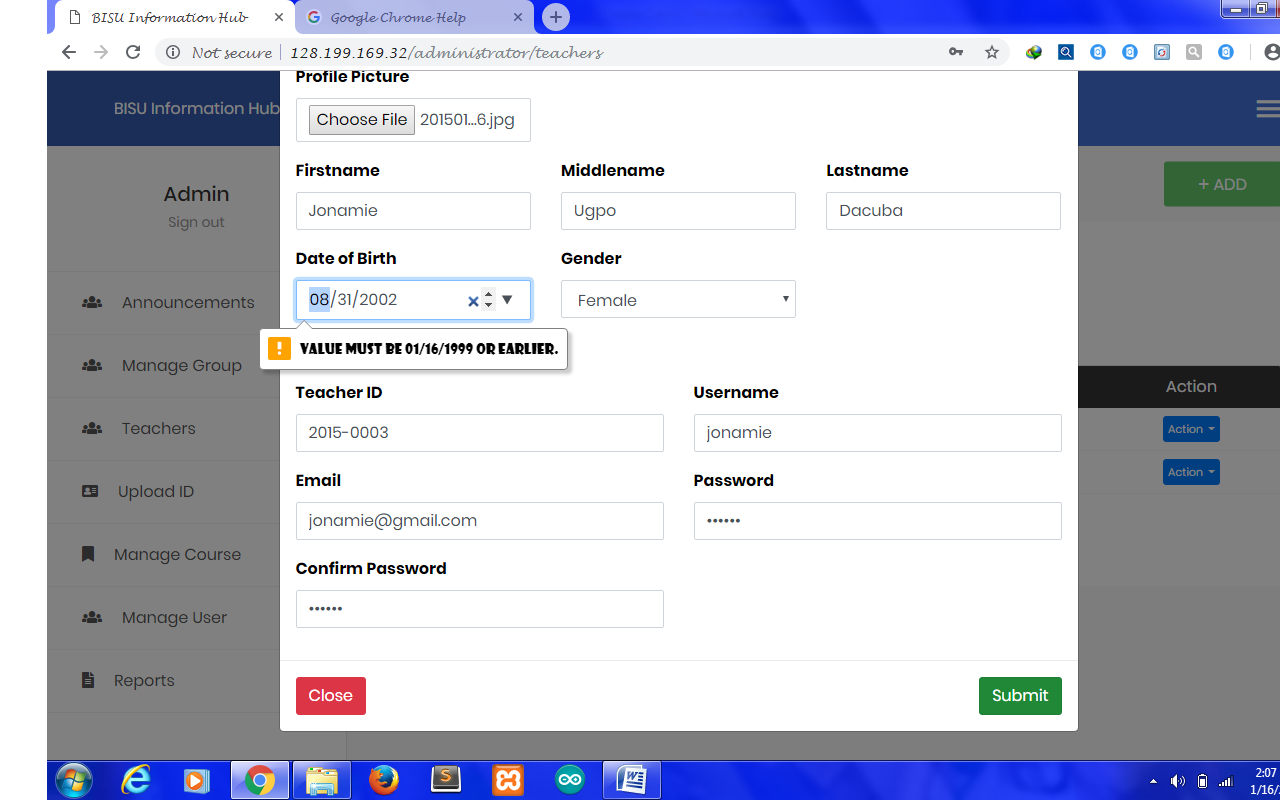 BISU Information Hub
Google Chrome Help
Not secure | 128.199.169.32/administrator/teachers
Profile Picture
BISU Information Hub
Choose File 201501...6.jpg
Firstname Middlename Lastname
Admin
+ ADD
Jonamie Ugpo Dacuba
Sign out
Date of Birth Gender
Announcements
08/31/2002 Female
VALUE MUST BE 01/16/1999 OR EARLIER.
Manage Group
Teacher ID Username
Action
Teachers
2015-0003 jonamie
Action
Email Password
Action
Upload ID
jonamie@gmail.com ••••••
Manage Course
Confirm Password
Manage User
••••••
Reports
Close Submit
2:07
1/16/